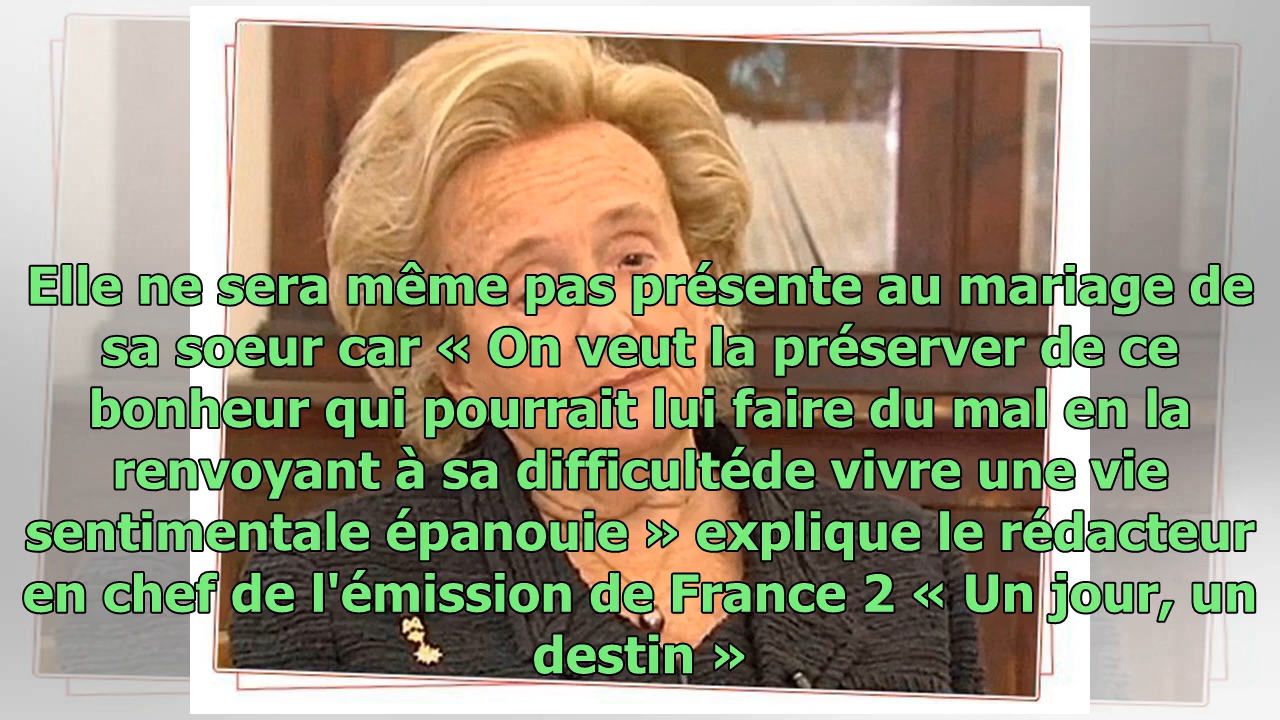 Elle ne sera même pas présente au mariage de
sa soeur car « On veut la préserver de ce
bonheur qui pourrait lui faire du mal en la
renvoyant à sa difficultéde vivre une vie
sentimentale épanouie » explique le rédacteur
en chef de l'émission de France 2 « Un jour, un
destin »